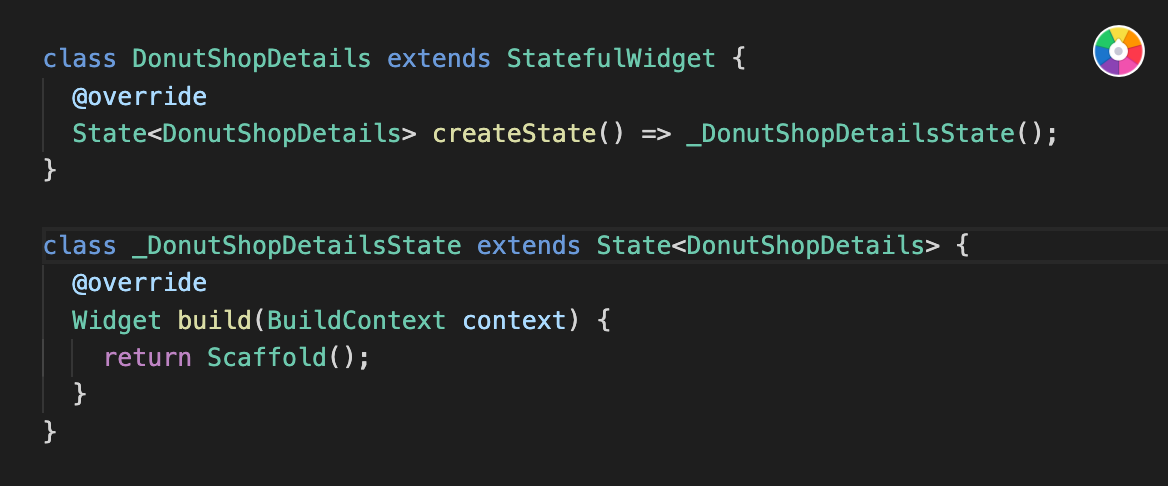 class DonutShopDetails extends StatefulWidget {
  @override
  State<DonutShopDetails> createState() => _DonutShopDetailsState();
}

class _DonutShopDetailsState extends State<DonutShopDetails> {
  @override
  Widget build(BuildContext context) {
    return Scaffold();
  }
}